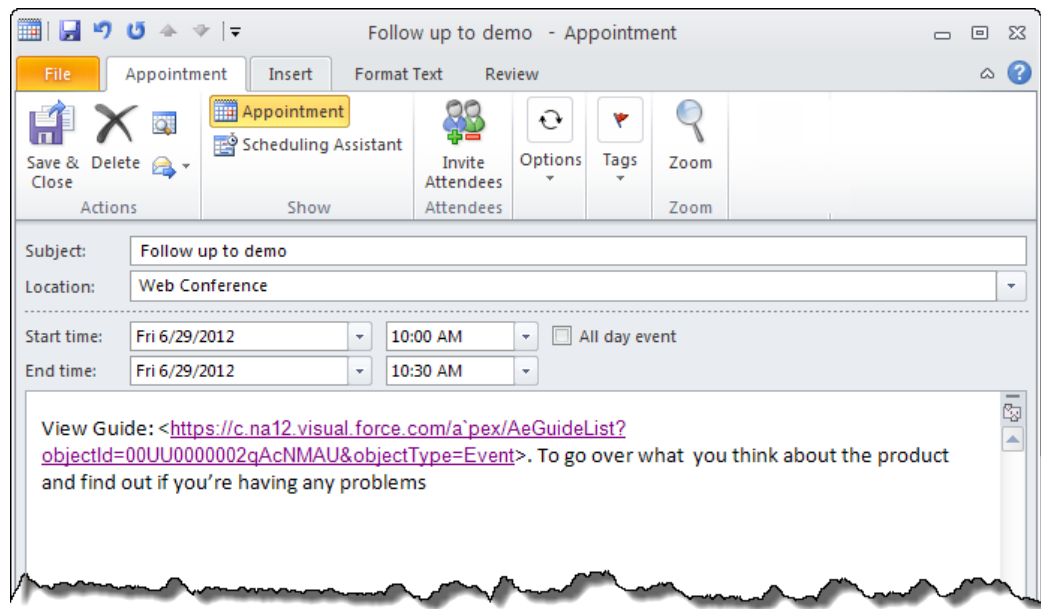 Follow up to demo - Appointment
File Appointment Insert Format Text Review
Appointment
Scheduling Assistant
Save & Close
Delete
Invite Attendees
Options
Tags
Zoom
Actions Show Attendees Zoom
Subject: Follow up to demo
Location: Web Conference
Start time: Fri 6/29/2012 10:00 AM All day event
End time: Fri 6/29/2012 10:30 AM
View Guide: <https://c.na12.visual.force.com/a`pex/AeGuideList?
objectId=00UU0000002qAcNMAU&objectType=Event>. To go over what you think about the product
and find out if you're having any problems